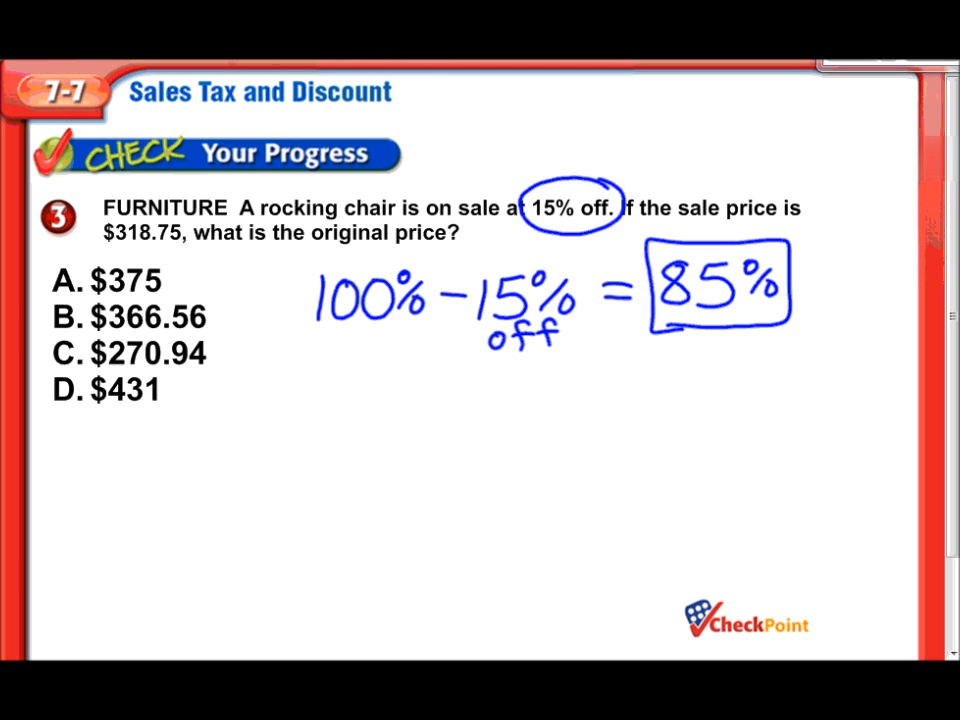 7-7 Sales Tax and Discount
CHECK Your Progress
3 FURNITURE A rocking chair is on sale at 15% off. If the sale price is
$318.75, what is the original price?
A. $375
B. $366.56
C. $270.94
D. $431
100% - 15% = 85%
off
CheckPoint